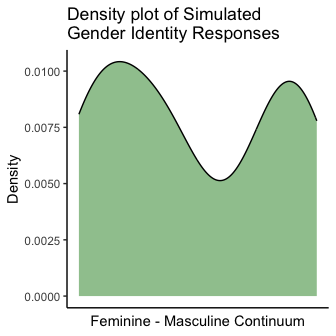 Density plot of Simulated
Gender Identity Responses
0.0100
0.0075
0.0050
0.0025
0.0000
Density
Feminine - Masculine Continuum